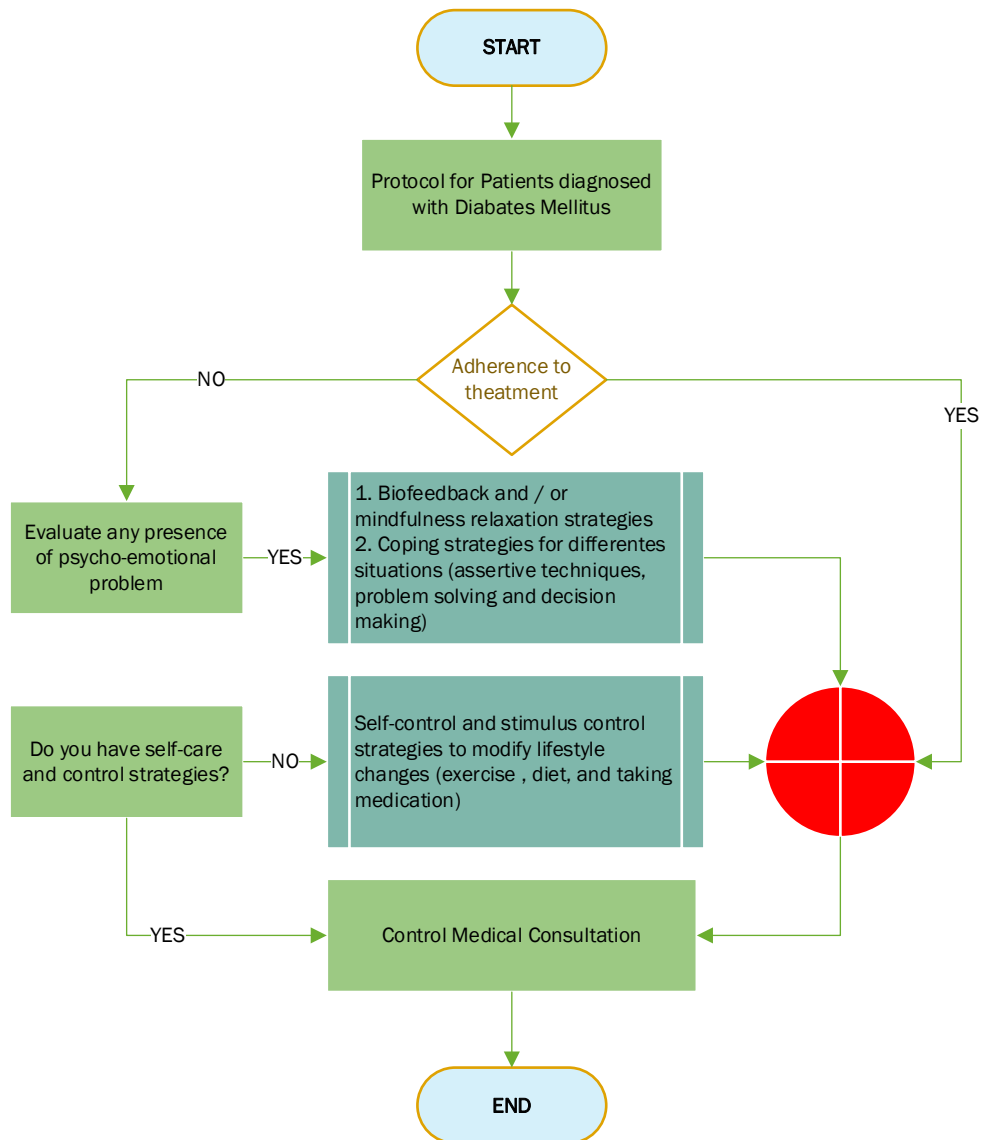 START
Protocol for Patients diagnosed
with Diabates Mellitus
Adherence to
theatment
NO
YES
Evaluate any presence
of psycho-emotional
problem
YES
1. Biofeedback and / or
mindfulness relaxation strategies
2. Coping strategies for differentes
situations (assertive techniques,
problem solving and decision
making)
Do you have self-care
and control strategies?
NO
Self-control and stimulus control
strategies to modify lifestyle
changes (exercise , diet, and taking
medication)
YES
Control Medical Consultation
END